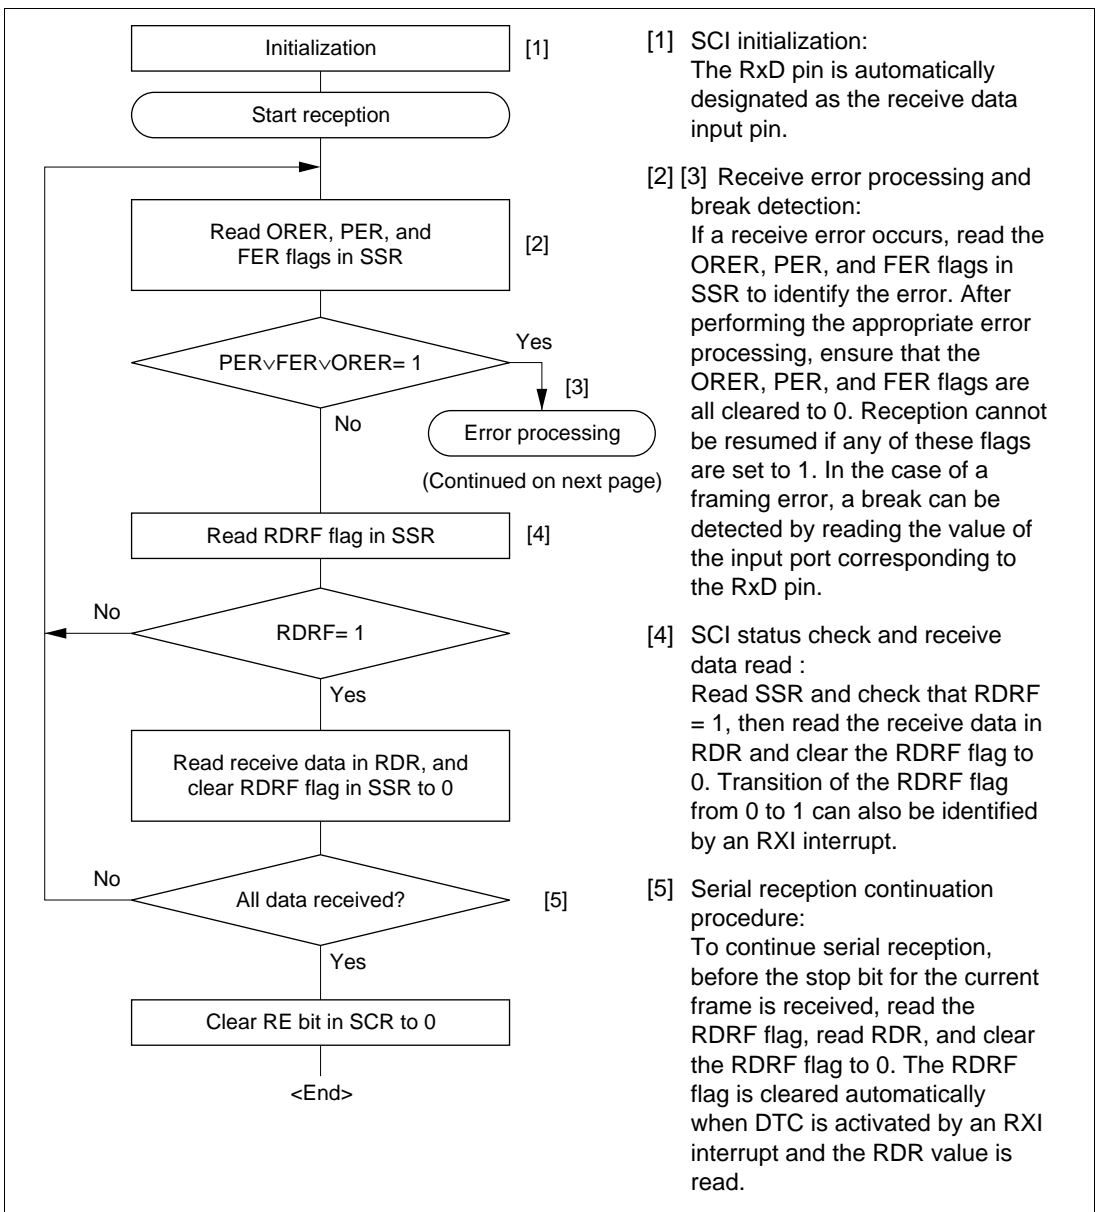 Initialization
[1]
Start reception
Read ORER, PER, and
FER flags in SSR
[2]
PER∨FER∨ORER= 1
Yes
[3]
No
Error processing
(Continued on next page)
Read RDRF flag in SSR
[4]
No
RDRF= 1
Yes
Read receive data in RDR, and
clear RDRF flag in SSR to 0
No
All data received?
[5]
Yes
Clear RE bit in SCR to 0
<End>
[1] SCI initialization:
The RxD pin is automatically
designated as the receive data
input pin.
[2] [3] Receive error processing and
break detection:
If a receive error occurs, read the
ORER, PER, and FER flags in
SSR to identify the error. After
performing the appropriate error
processing, ensure that the
ORER, PER, and FER flags are
all cleared to 0. Reception cannot
be resumed if any of these flags
are set to 1. In the case of a
framing error, a break can be
detected by reading the value of
the input port corresponding to
the RxD pin.
[4] SCI status check and receive
data read :
Read SSR and check that RDRF
= 1, then read the receive data in
RDR and clear the RDRF flag to
0. Transition of the RDRF flag
from 0 to 1 can also be identified
by an RXI interrupt.
[5] Serial reception continuation
procedure:
To continue serial reception,
before the stop bit for the current
frame is received, read the
RDRF flag, read RDR, and clear
the RDRF flag to 0. The RDRF
flag is cleared automatically
when DTC is activated by an RXI
interrupt and the RDR value is
read.